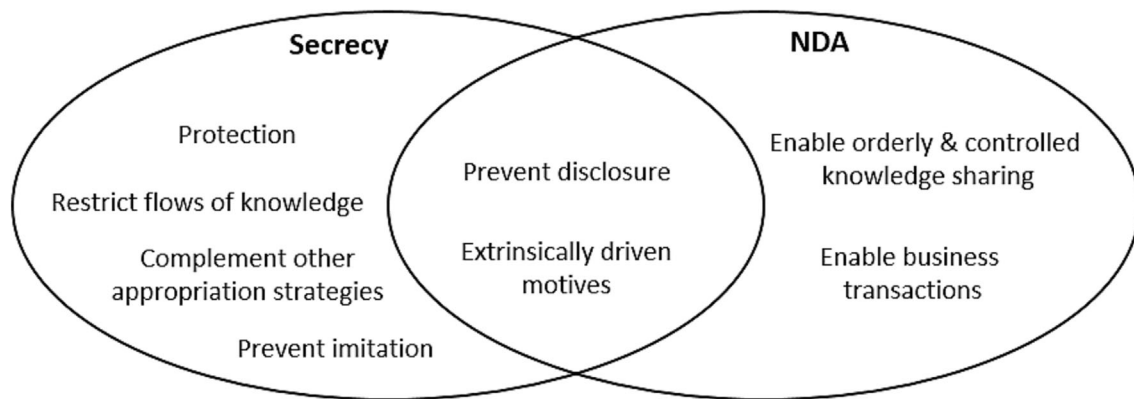 Secrecy
Protection
Restrict flows of knowledge
Complement other
appropriation strategies
Prevent imitation
Prevent disclosure
Extrinsically driven
motives
NDA
Enable orderly & controlled
knowledge sharing
Enable business
transactions